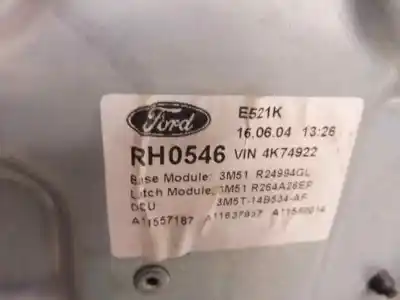 Ford
E521K
16.06.04 13:26
RH0546 VIN 4K74922
Base Module: 3M51 R24994GL
Latch Module: 3M51 R264A26EP
DCU 3M5T-14B534-AF
A11557187 A11637857